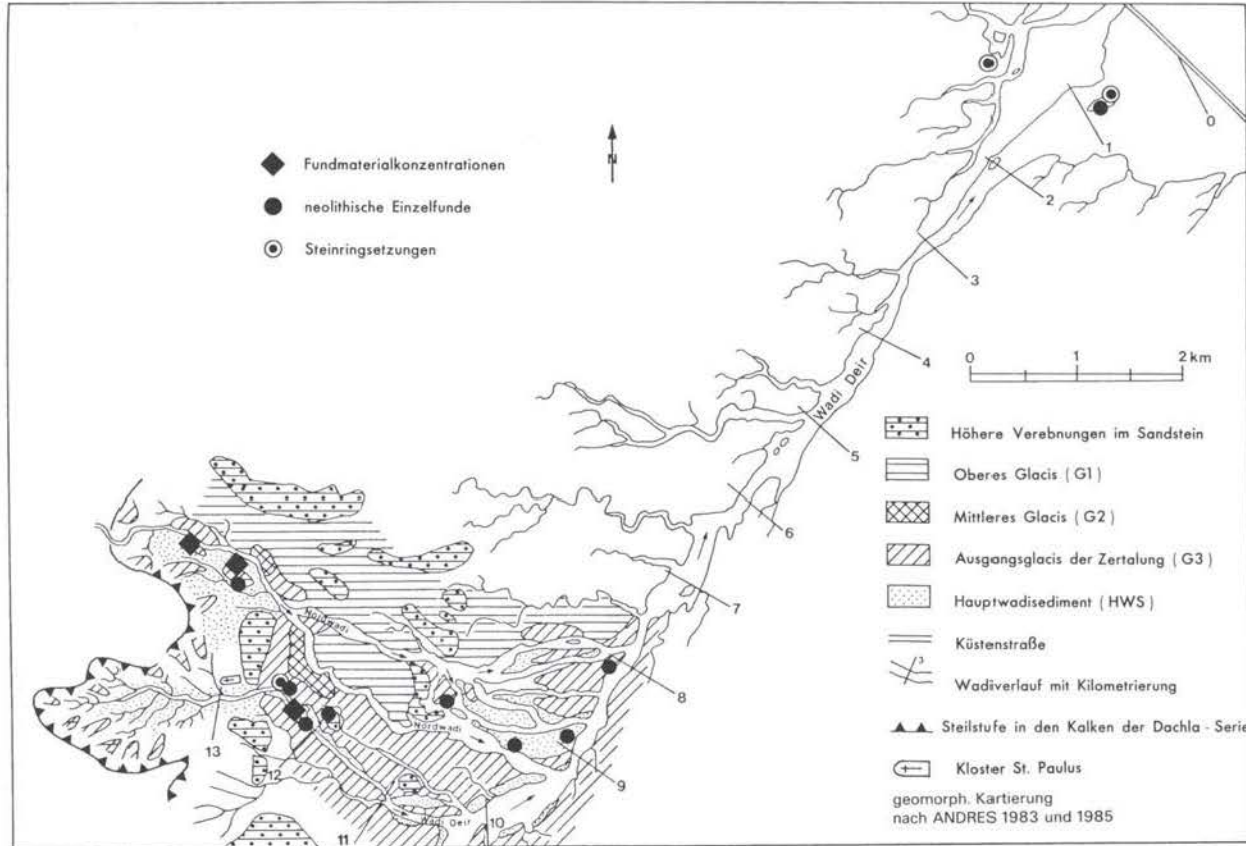 Fundmaterialkonzentrationen
neolithische Einzelfunde
Steinringsetzungen
N
0
1
2
3
4
5
6
7
8
9
10
11
12
13
Wadi Deir
Nordwadi
Nordwadi
Wadi Deir
0 1 2 km
Höhere Verebnungen im Sandstein
Oberes Glacis (G1)
Mittleres Glacis (G2)
Ausgangsglacis der Zertalung (G3)
Hauptwadisediment (HWS)
Küstenstraße
3
Wadiverlauf mit Kilometrierung
Steilstufe in den Kalken der Dachla - Serie
Kloster St. Paulus
geomorph. Kartierung
nach ANDRES 1983 und 1985